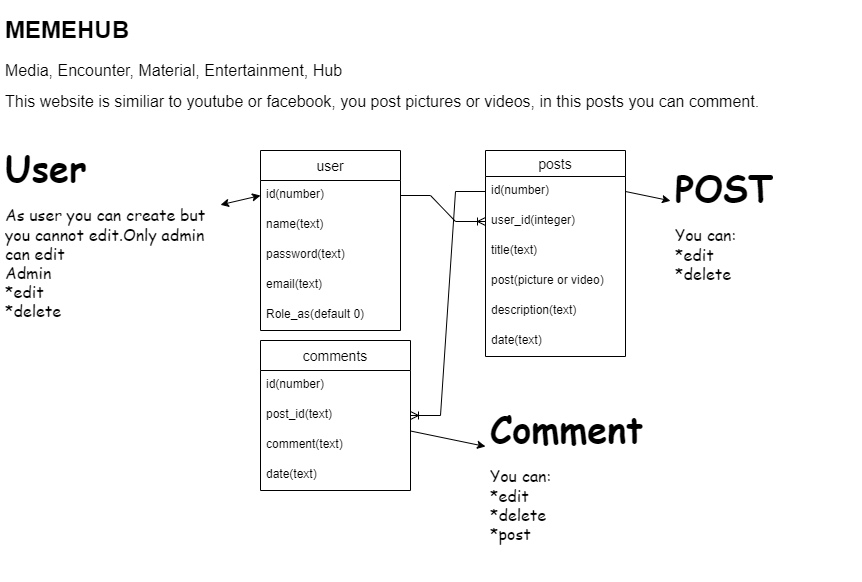 MEMEHUB
Media, Encounter, Material, Entertainment, Hub
This website is similiar to youtube or facebook, you post pictures or videos, in this posts you can comment.
User
As user you can create but
you cannot edit.Only admin
can edit
Admin
*edit
*delete
user
id(number)
name(text)
password(text)
email(text)
Role_as(default 0)
posts
id(number)
user_id(integer)
title(text)
post(picture or video)
description(text)
date(text)
POST
You can:
*edit
*delete
comments
id(number)
post_id(text)
comment(text)
date(text)
Comment
You can:
*edit
*delete
*post